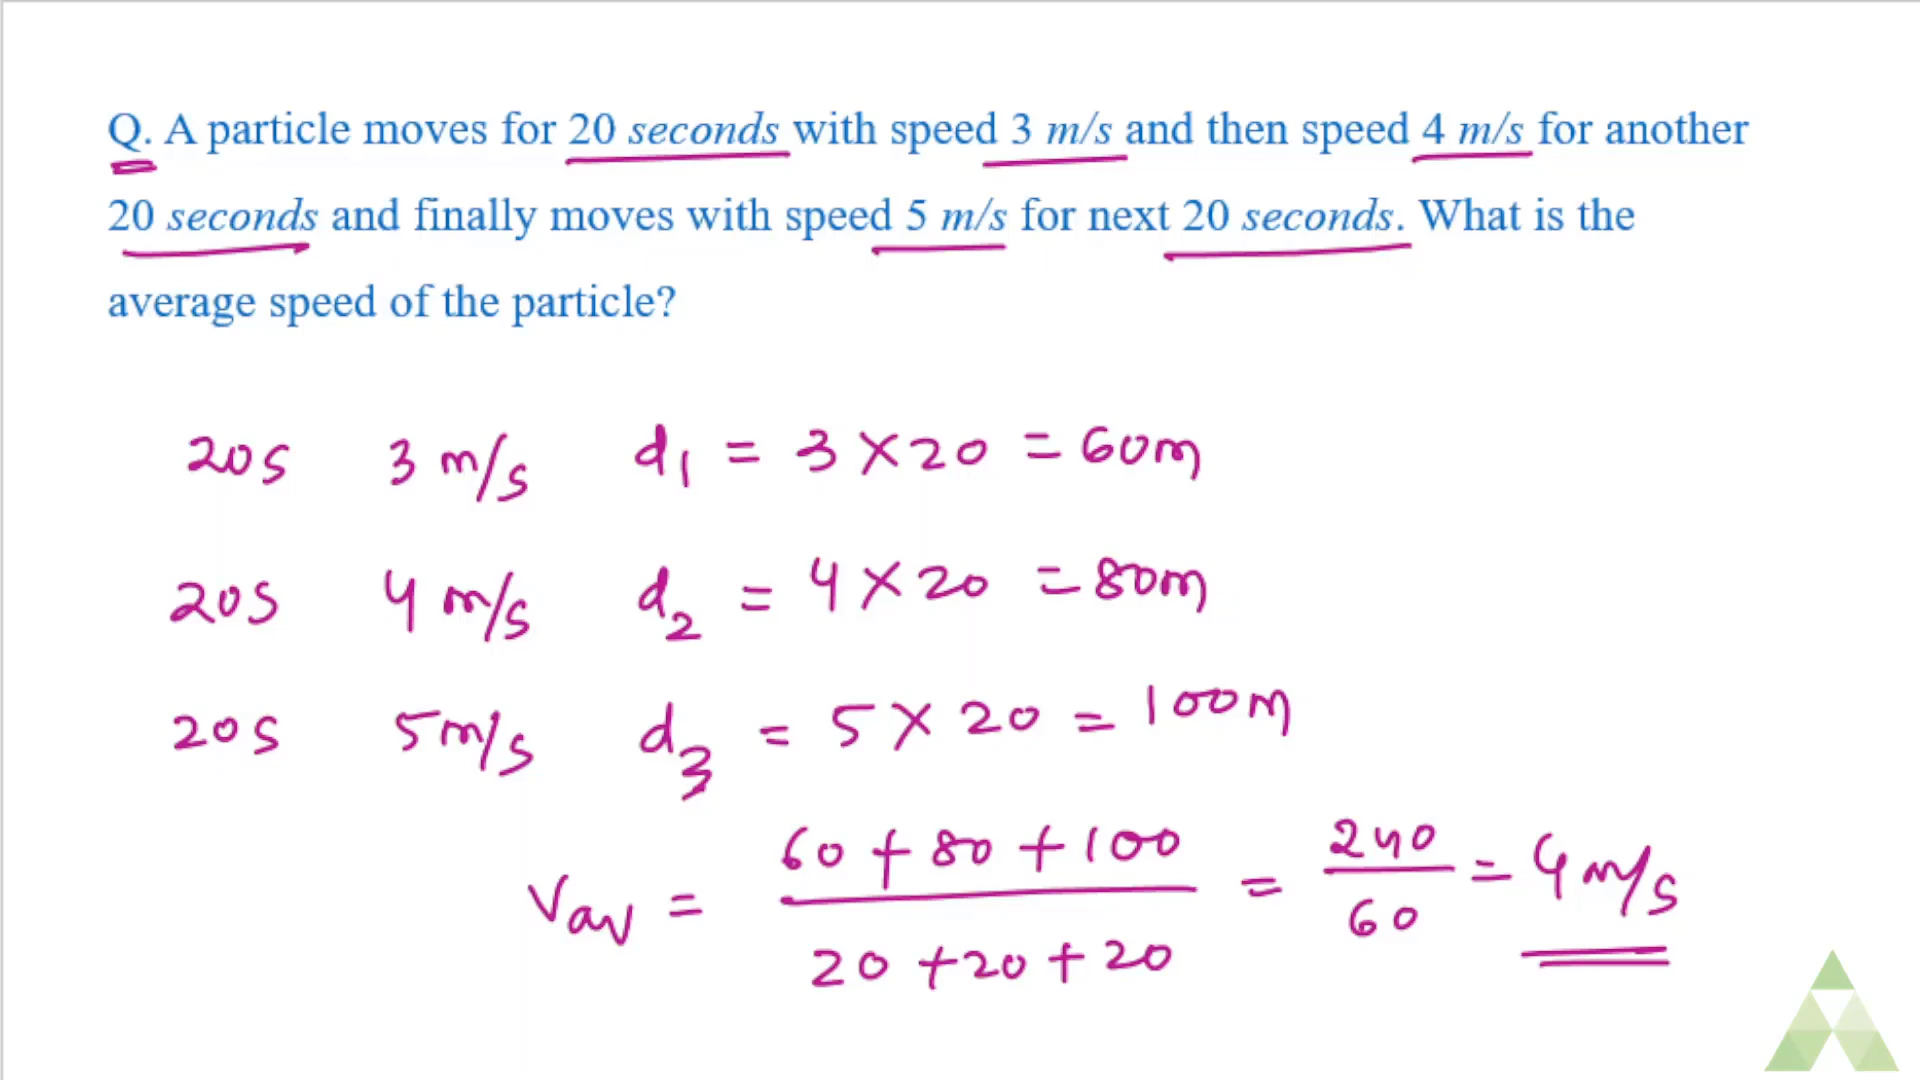 Q. A particle moves for 20 seconds with speed 3 m/s and then speed 4 m/s for another
20 seconds and finally moves with speed 5 m/s for next 20 seconds. What is the
average speed of the particle?
20s 3 m/s d₁ = 3 × 20 = 60m
20s 4 m/s d₂ = 4 × 20 = 80m
20s 5 m/s d₃ = 5 × 20 = 100m
60 + 80 + 100 240
Vav = = = 4 m/s
20 + 20 + 20 60